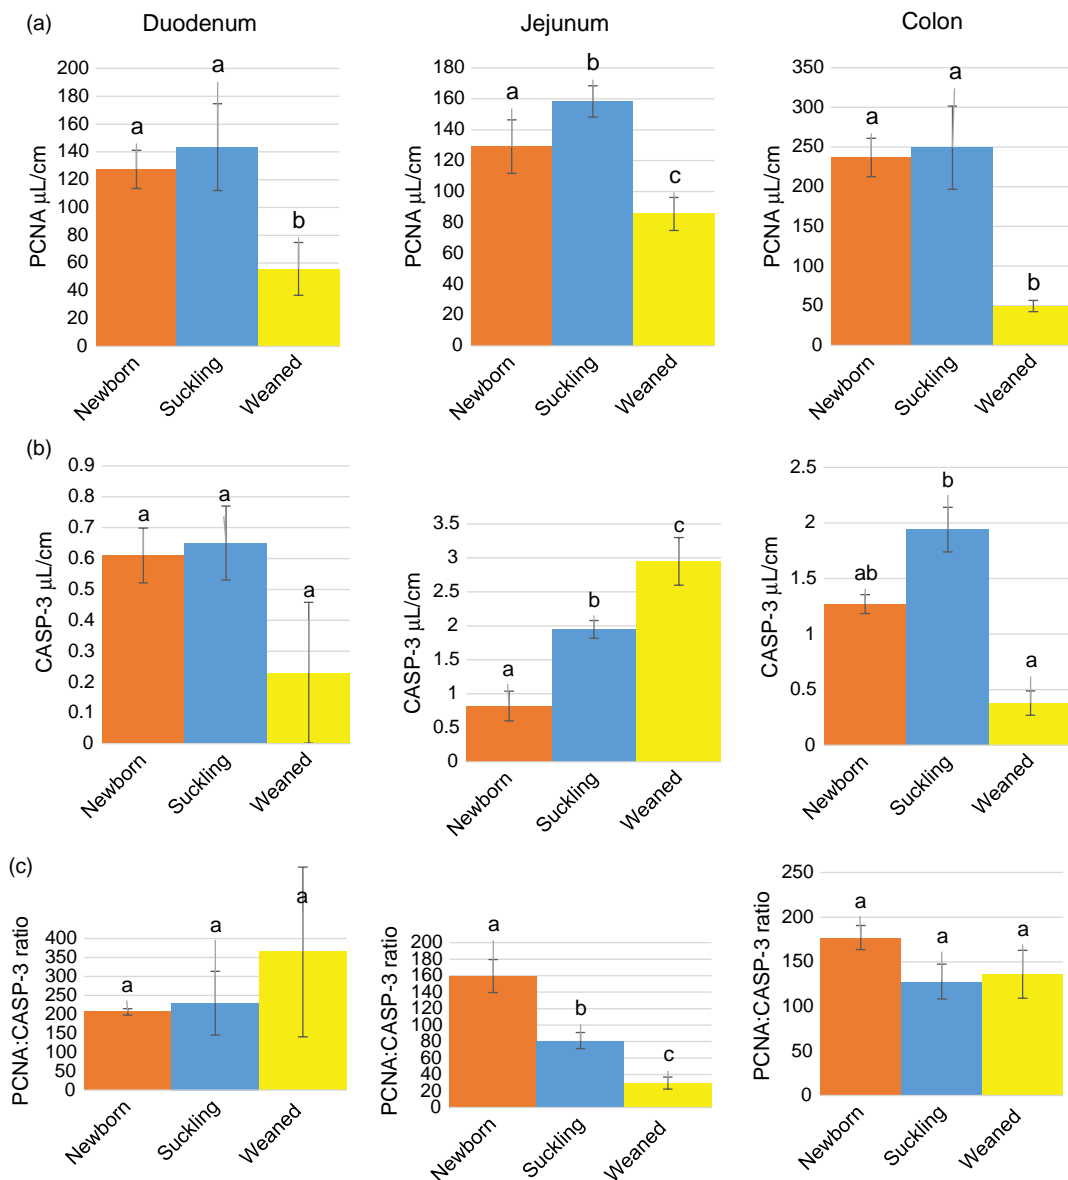 (a)
Duodenum
Jejunum
Colon
PCNA µL/cm
200
180
160
140
120
100
80
60
40
20
0
a
a
b
Newborn
Suckling
Weaned
PCNA µL/cm
180
160
140
120
100
80
60
40
20
0
a
b
c
Newborn
Suckling
Weaned
PCNA µL/cm
350
300
250
200
150
100
50
0
a
a
b
Newborn
Suckling
Weaned
(b)
CASP-3 µL/cm
0.9
0.8
0.7
0.6
0.5
0.4
0.3
0.2
0.1
0
a
a
a
Newborn
Suckling
Weaned
CASP-3 µL/cm
3.5
3
2.5
2
1.5
1
0.5
0
a
b
c
Newborn
Suckling
Weaned
CASP-3 µL/cm
2.5
2
1.5
1
0.5
0
ab
b
a
Newborn
Suckling
Weaned
(c)
PCNA:CASP-3 ratio
400
350
300
250
200
150
100
50
0
a
a
a
Newborn
Suckling
Weaned
PCNA:CASP-3 ratio
200
180
160
140
120
100
80
60
40
20
0
a
b
c
Newborn
Suckling
Weaned
PCNA:CASP-3 ratio
250
200
150
100
50
0
a
a
a
Newborn
Suckling
Weaned